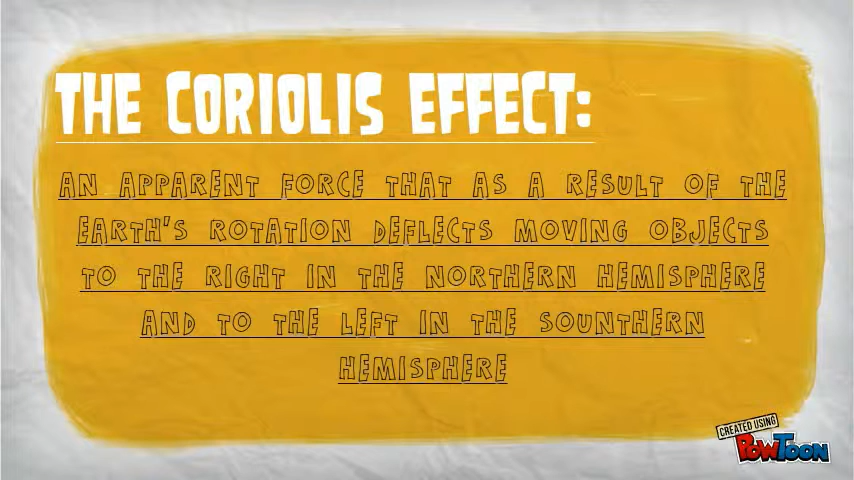 THE CORIOLIS EFFECT:
AN APPARENT FORCE THAT AS A RESULT OF THE
EARTH'S ROTATION DEFLECTS MOVING OBJECTS
TO THE RIGHT IN THE NORTHERN HEMISPHERE
AND TO THE LEFT IN THE SOUNTHERN
HEMISPHERE
CREATED USING
POWTOON